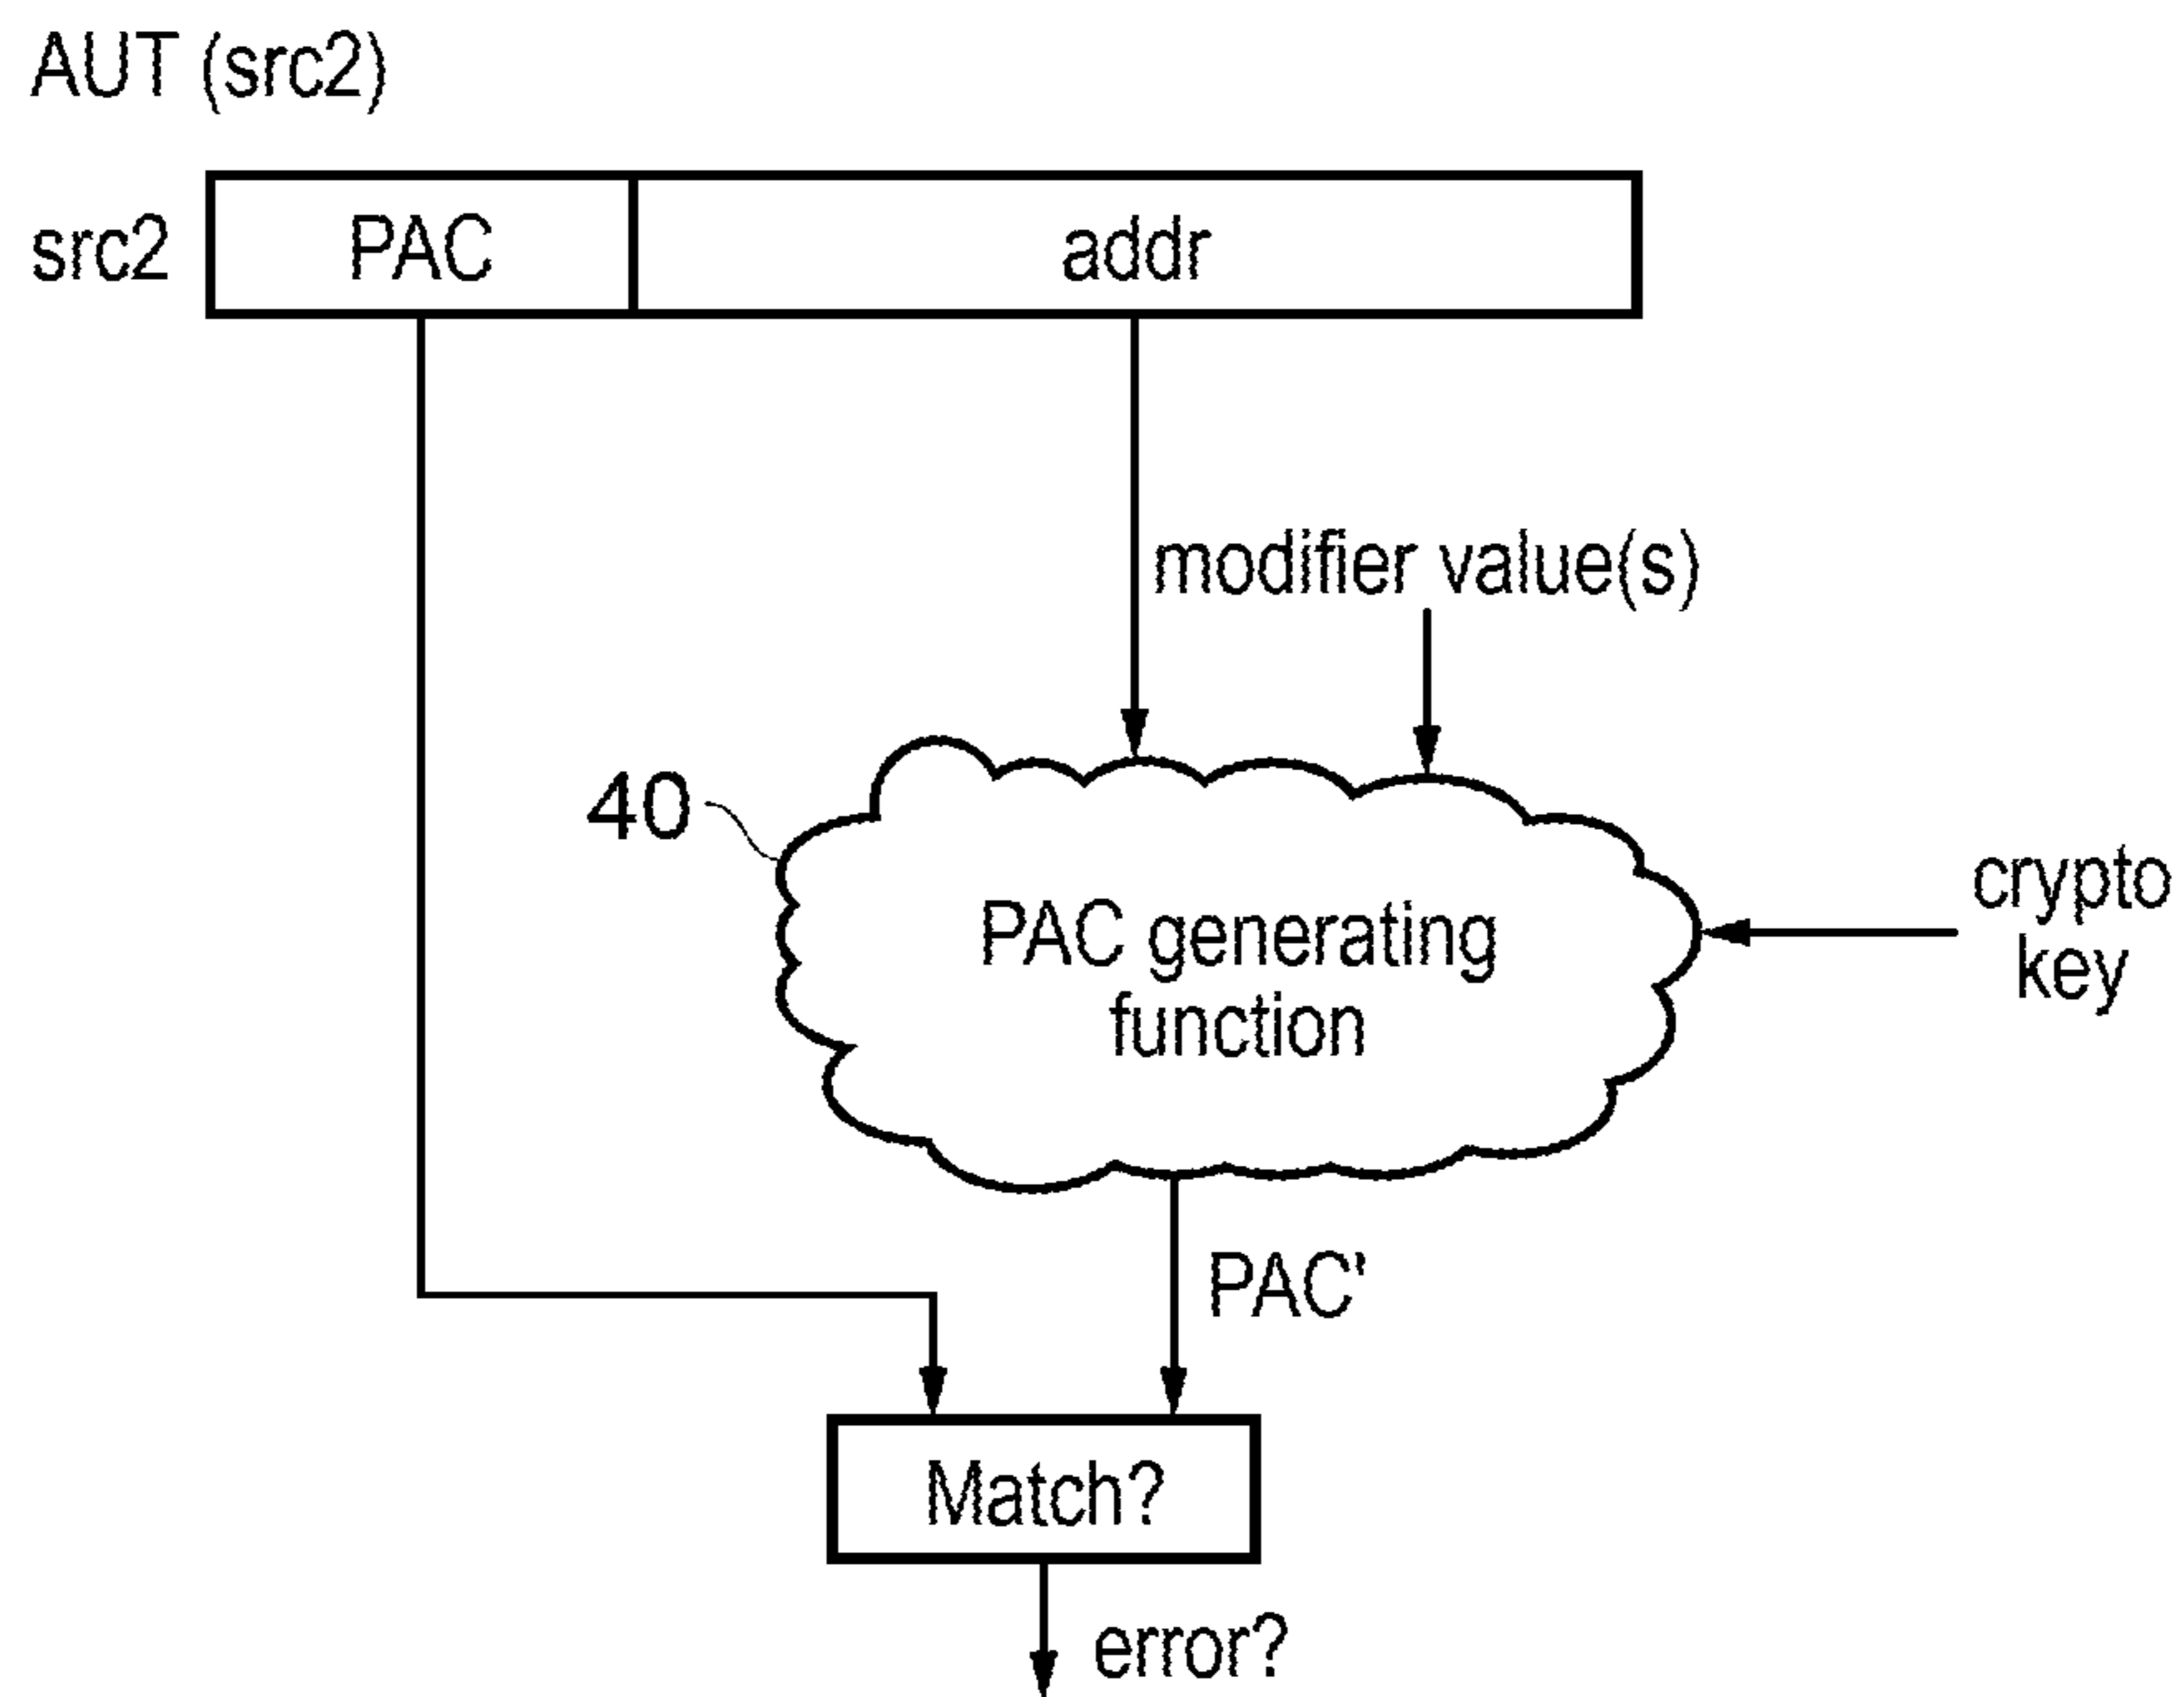 AUT (src2)
src2
PAC
addr
modifier value(s)
40
PAC generating
function
crypto
key
PAC'
Match?
error?